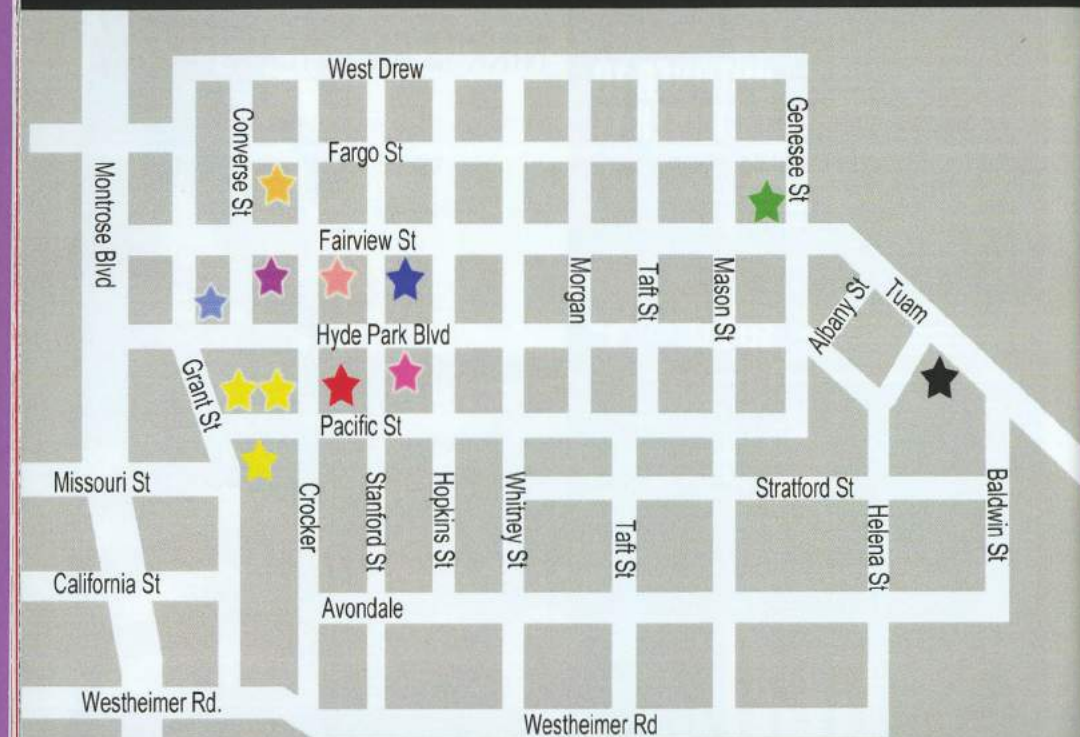 West Drew
Converse St
Genesee St
Fargo St
Montrose Blvd
Fairview St
Morgan
Taft St
Mason St
Albany St
Tuam
Hyde Park Blvd
Grant St
Pacific St
Missouri St
Crocker
Stanford St
Hopkins St
Whitney St
Stratford St
Baldwin St
Helena St
Taft St
California St
Avondale
Westheimer Rd.
Westheimer Rd